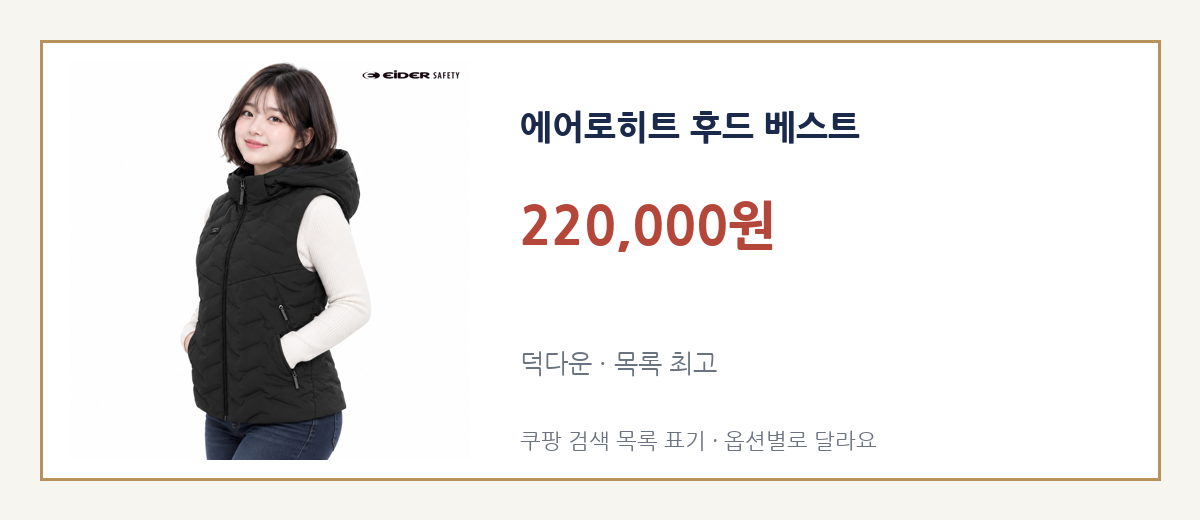 EiDER SAFETY
에어로히트 후드 베스트
220,000원
덕다운 · 목록 최고
쿠팡 검색 목록 표기 · 옵션별로 달라요